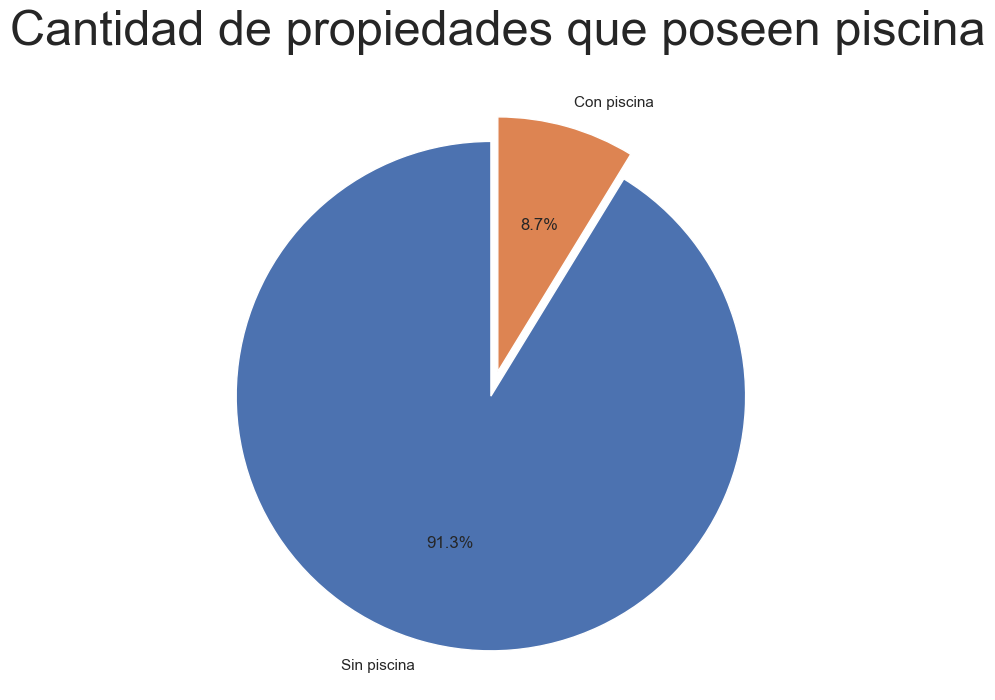 Cantidad de propiedades que poseen piscina
Con piscina
8.7%
91.3%
Sin piscina